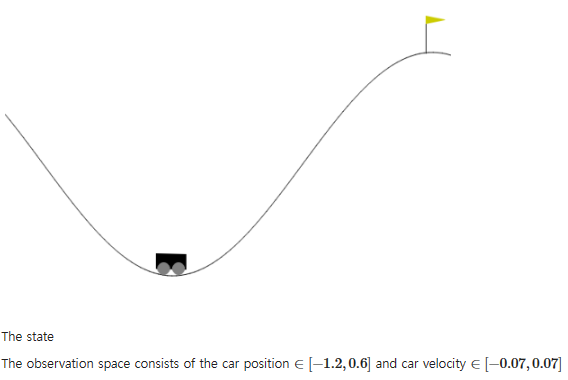 The state
The observation space consists of the car position ∈ [−1.2, 0.6] and car velocity ∈ [−0.07, 0.07]